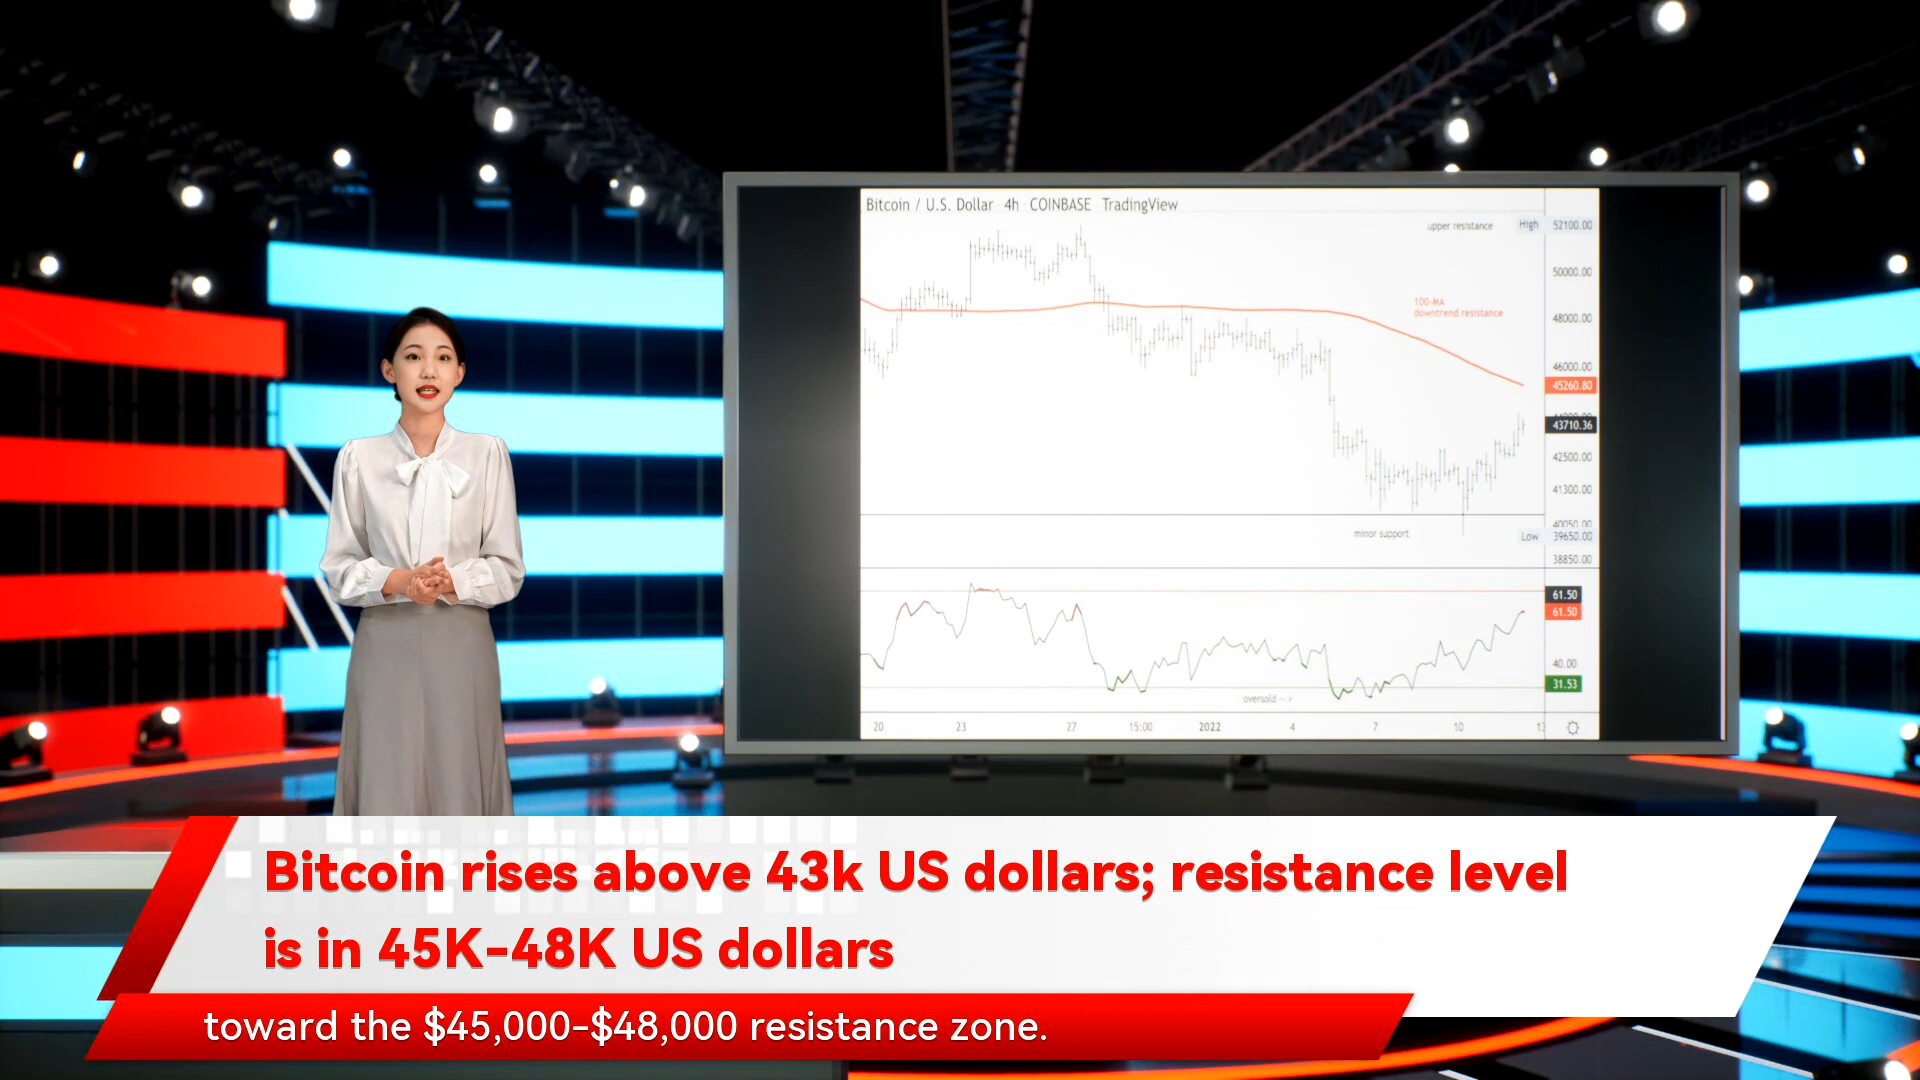 Bitcoin / U.S. Dollar 4h COINBASE TradingView
upper resistance High 52100.00
50000.00
100-MA
downtrend resistance
48000.00
46000.00
45260.80
43710.36
42500.00
41300.00
40050.00
minor support
Low 39650.00
38850.00
61.50
61.50
40.00
31.53
oversold -->
20 23 27 15:00 2022 4 7 10
Bitcoin rises above 43k US dollars; resistance level
is in 45K-48K US dollars
toward the $45,000-$48,000 resistance zone.